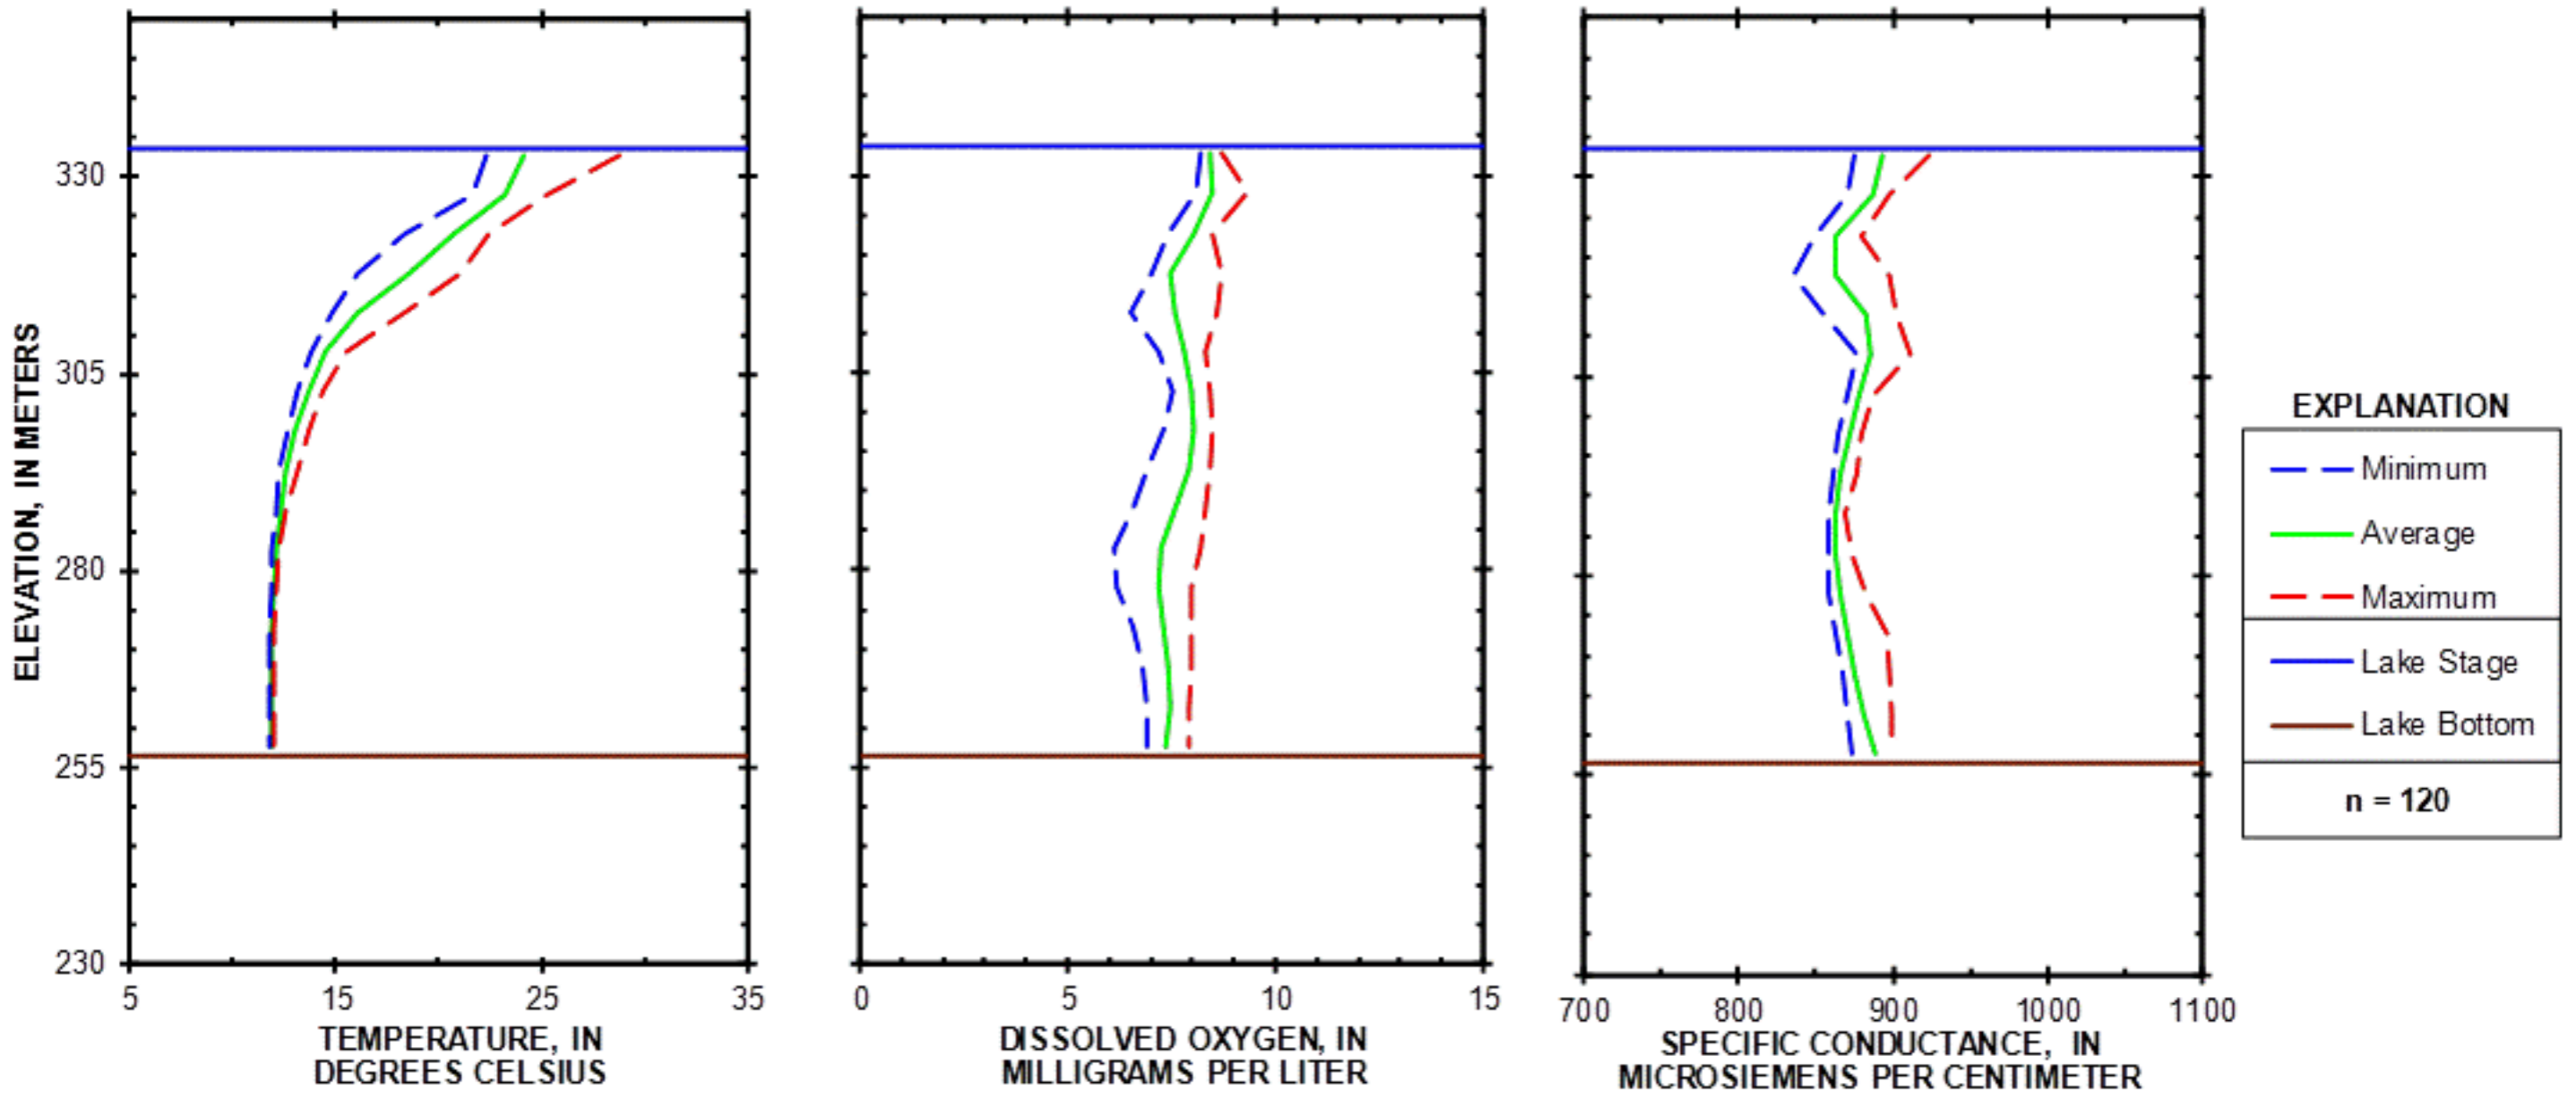 ELEVATION, IN METERS
330
305
280
255
230
5 15 25 35
TEMPERATURE, IN
DEGREES CELSIUS
0 5 10 15
DISSOLVED OXYGEN, IN
MILLIGRAMS PER LITER
700 800 900 1000 1100
SPECIFIC CONDUCTANCE, IN
MICROSIEMENS PER CENTIMETER
EXPLANATION
Minimum
Average
Maximum
Lake Stage
Lake Bottom
n = 120